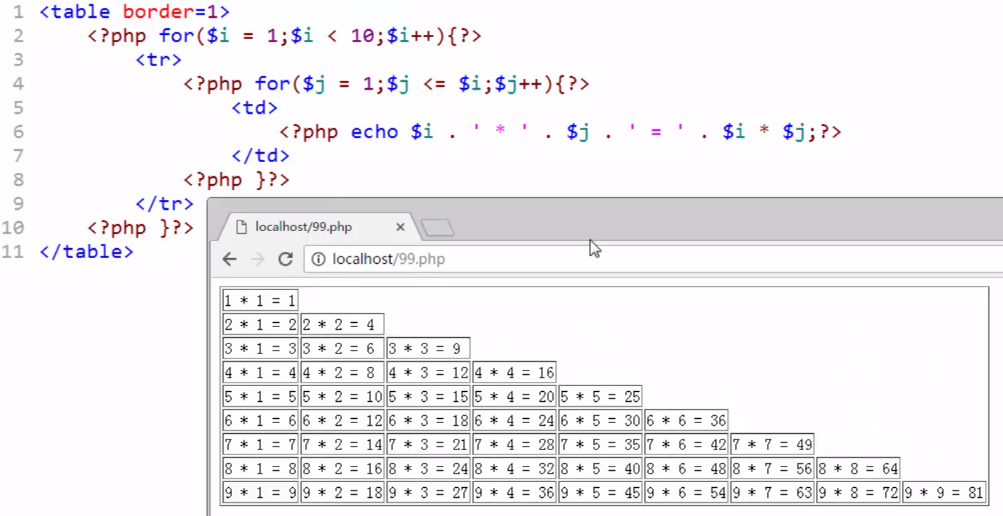 1 <table border=1>
2 <?php for($i = 1;$i < 10;$i++){?>
3 <tr>
4 <?php for($j = 1;$j <= $i;$j++){?>
5 <td>
6 <?php echo $i . ' * ' . $j . ' = ' . $i * $j;?>
7 </td>
8 <?php }?>
9 </tr>
10 <?php }?>
11 </table>
localhost/99.php
localhost/99.php
1 * 1 = 1
2 * 1 = 2 2 * 2 = 4
3 * 1 = 3 3 * 2 = 6 3 * 3 = 9
4 * 1 = 4 4 * 2 = 8 4 * 3 = 12 4 * 4 = 16
5 * 1 = 5 5 * 2 = 10 5 * 3 = 15 5 * 4 = 20 5 * 5 = 25
6 * 1 = 6 6 * 2 = 12 6 * 3 = 18 6 * 4 = 24 6 * 5 = 30 6 * 6 = 36
7 * 1 = 7 7 * 2 = 14 7 * 3 = 21 7 * 4 = 28 7 * 5 = 35 7 * 6 = 42 7 * 7 = 49
8 * 1 = 8 8 * 2 = 16 8 * 3 = 24 8 * 4 = 32 8 * 5 = 40 8 * 6 = 48 8 * 7 = 56 8 * 8 = 64
9 * 1 = 9 9 * 2 = 18 9 * 3 = 27 9 * 4 = 36 9 * 5 = 45 9 * 6 = 54 9 * 7 = 63 9 * 8 = 72 9 * 9 = 81